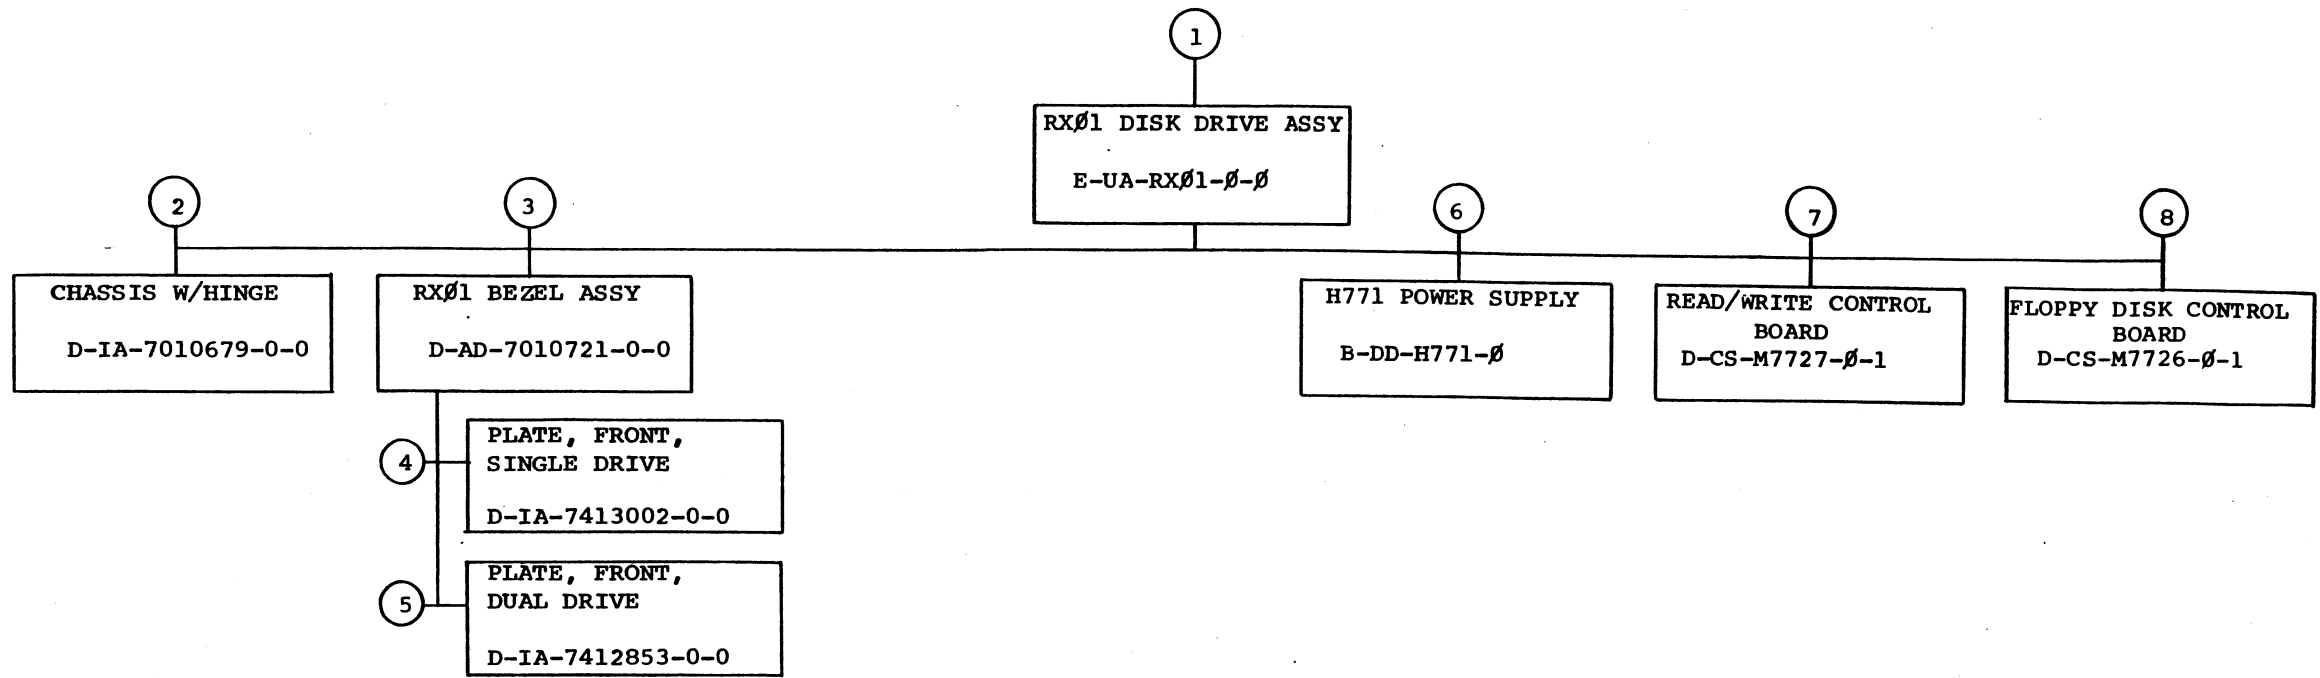 1
RXØ1 DISK DRIVE ASSY
E-UA-RXØ1-Ø-Ø
2
CHASSIS W/HINGE
D-IA-7010679-0-0
3
RXØ1 BEZEL ASSY
D-AD-7010721-0-0
4
PLATE, FRONT,
SINGLE DRIVE
D-IA-7413002-0-0
5
PLATE, FRONT,
DUAL DRIVE
D-IA-7412853-0-0
6
H771 POWER SUPPLY
B-DD-H771-Ø
7
READ/WRITE CONTROL
BOARD
D-CS-M7727-Ø-1
8
FLOPPY DISK CONTROL
BOARD
D-CS-M7726-Ø-1